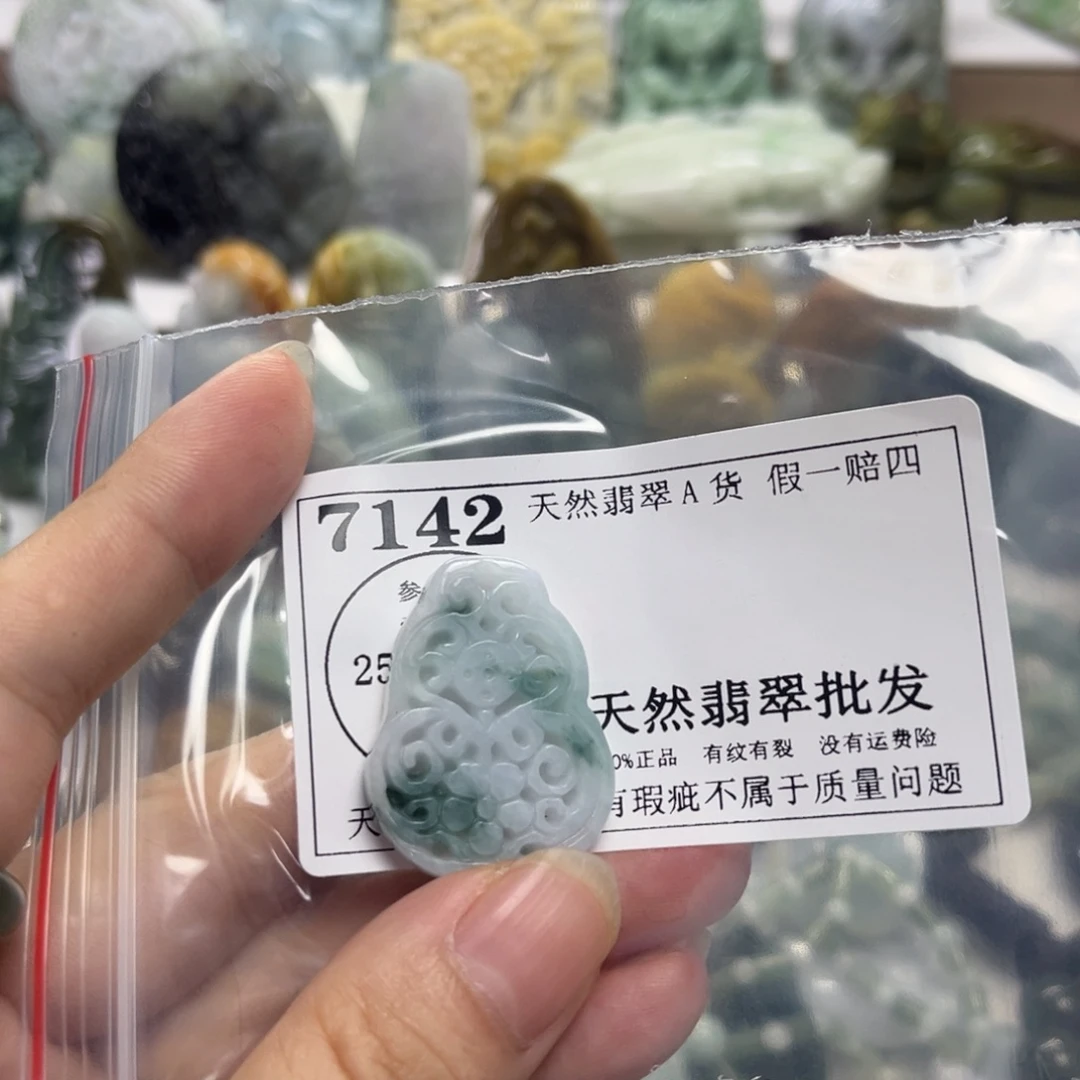 7142 天然翡翠A货 假一赔四
参
25
天然翡翠批发
0%正品 有纹有裂 没有运费险
天 有瑕疵不属于质量问题